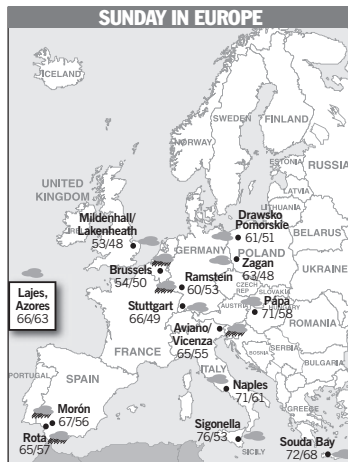 SUNDAY IN EUROPE
ICELAND
SWEDEN
FINLAND
NORWAY
ESTONIA
RUSSIA
LATVIA
LITHUANIA
UNITED
KINGDOM
Mildenhall/
Lakenheath
53/48
Drawsko
Pomorskie
61/51
BELARUS
GERMANY
POLAND
Zagan
63/48
Brussels
54/50
Ramstein
60/53
UKRAINE
CZECH
REP
SLOVAKIA
Lajes,
Azores
66/63
Stuttgart
66/49
AUSTRIA
HUNGARY
Pápa
71/58
Aviano/
Vicenza
65/55
ROMANIA
FRANCE
BOSNIA
SERBIA
BULGARIA
ITALY
PORTUGAL
SPAIN
Naples
71/61
Morón
67/56
GREECE
Rota
65/57
Sigonella
76/53
SICILY
Souda Bay
72/68